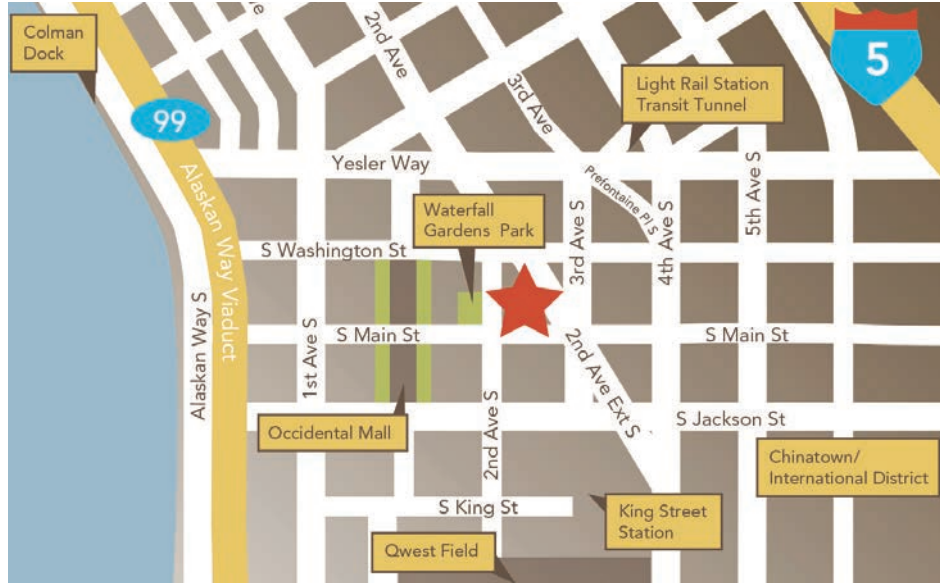 Colman
Dock
2nd Ave
3rd Ave
Light Rail Station
Transit Tunnel
5
99
Yesler Way
Prefontaine Pl S
Alaskan Way Viaduct
Waterfall
Gardens Park
3rd Ave S
4th Ave S
5th Ave S
S Washington St
Alaskan Way S
1st Ave S
S Main St
S Main St
2nd Ave Ext S
2nd Ave S
Occidental Mall
S Jackson St
Chinatown/
International District
S King St
King Street
Station
Qwest Field